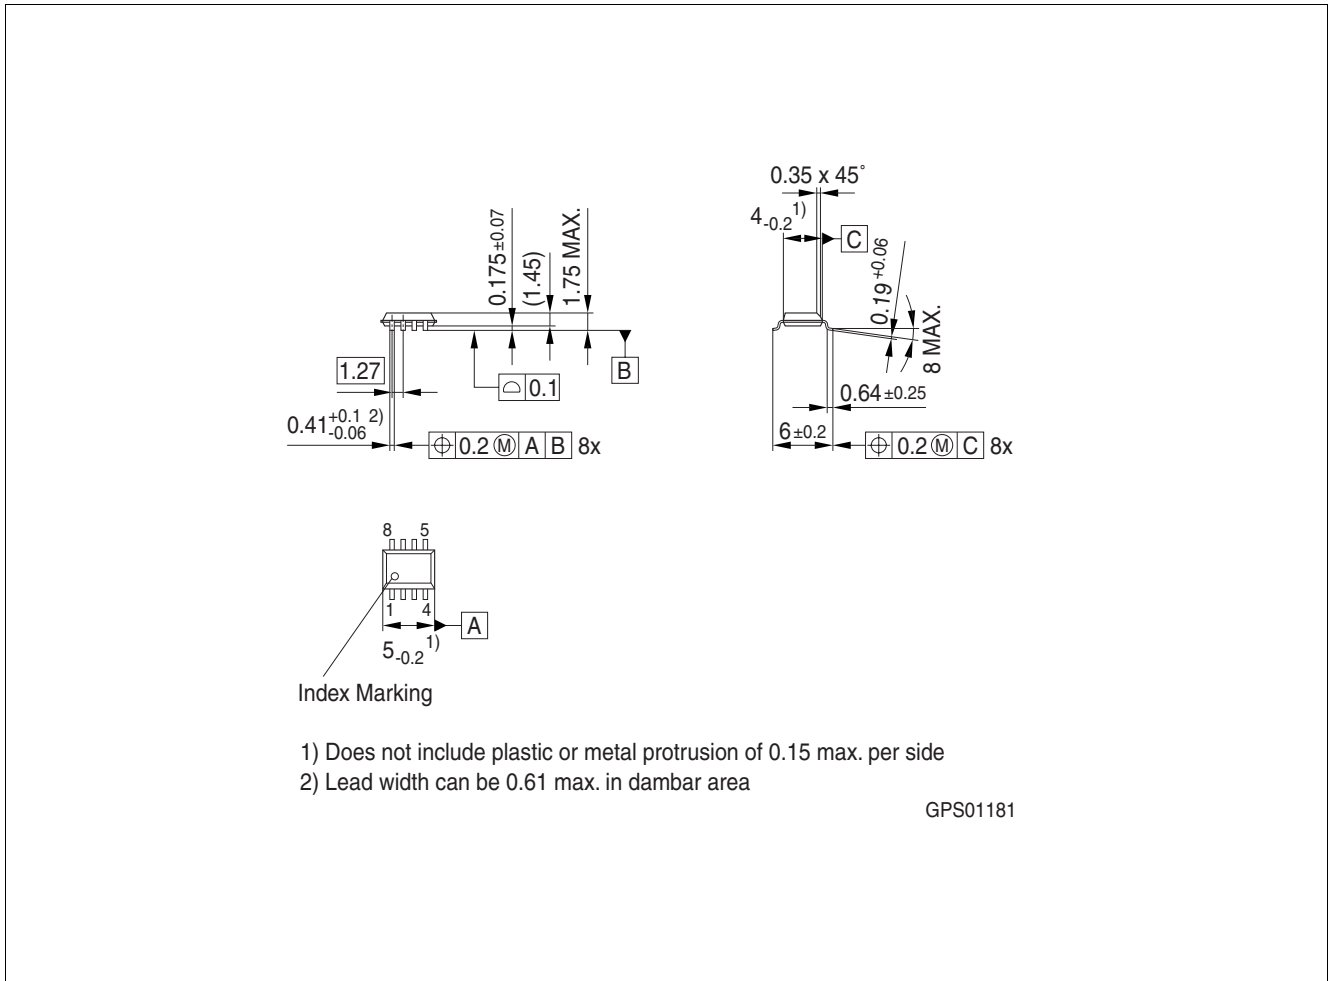 0.35 x 45°
4-0.2 1)
C
0.175±0.07
(1.45)
1.75 MAX.
0.19 +0.06
8 MAX.
B
1.27
0.1
0.64±0.25
0.41 +0.1 -0.06 2)
0.2 Ⓜ A B 8x
6±0.2
0.2 Ⓜ C 8x
8 5
1 4
A
5-0.2 1)
Index Marking
1) Does not include plastic or metal protrusion of 0.15 max. per side
2) Lead width can be 0.61 max. in dambar area
GPS01181